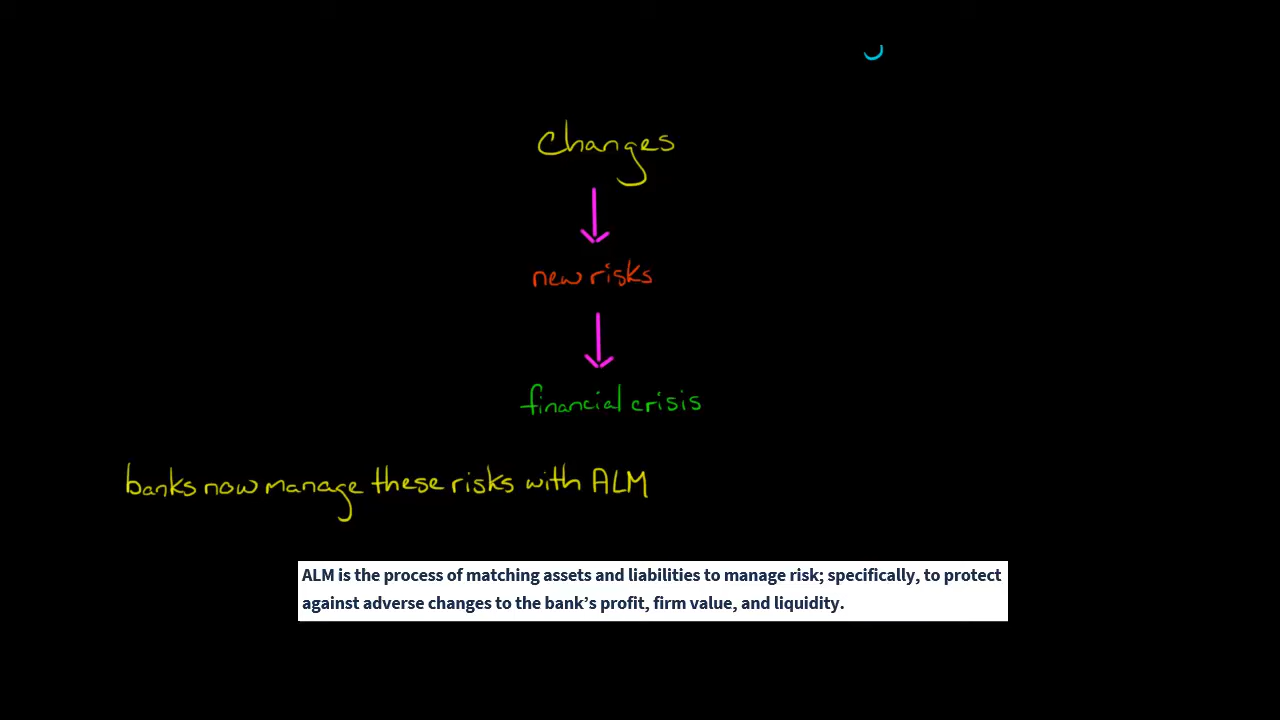 changes
new risks
financial crisis
banks now manage these risks with ALM
ALM is the process of matching assets and liabilities to manage risk; specifically, to protect
against adverse changes to the bank's profit, firm value, and liquidity.